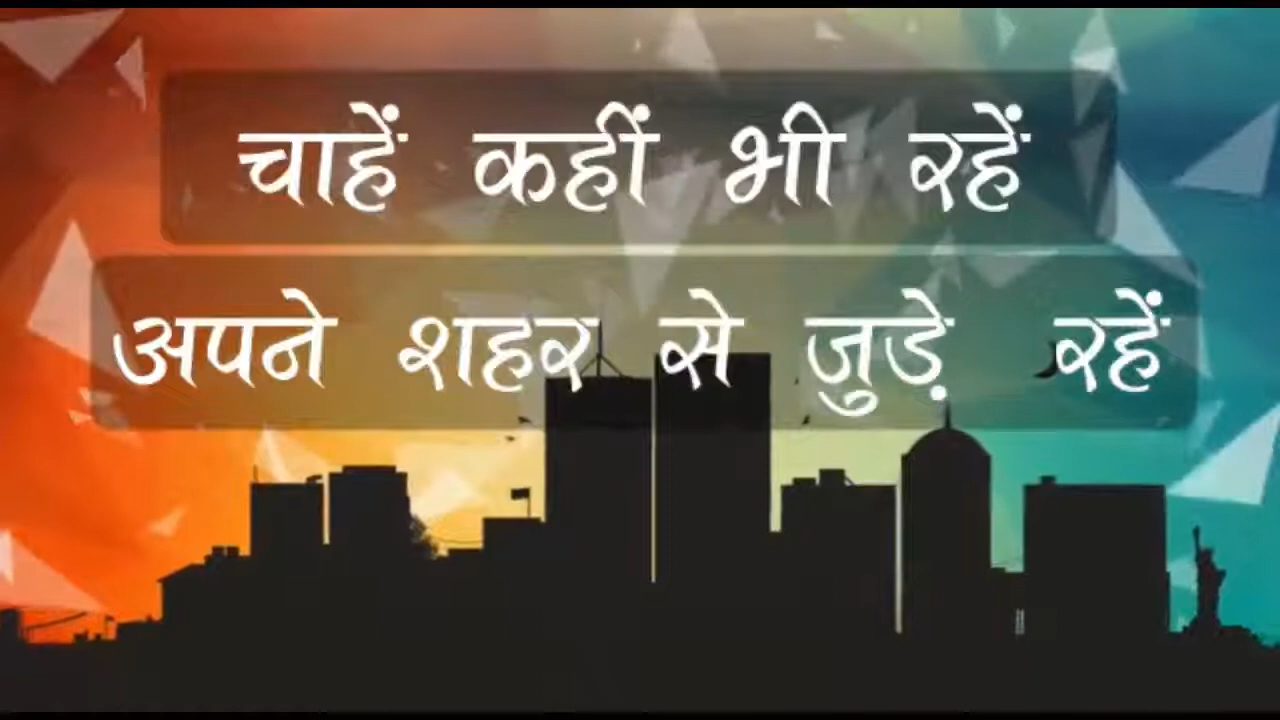 चाहें कहीं भी रहें
अपने शहर से जुड़े रहें